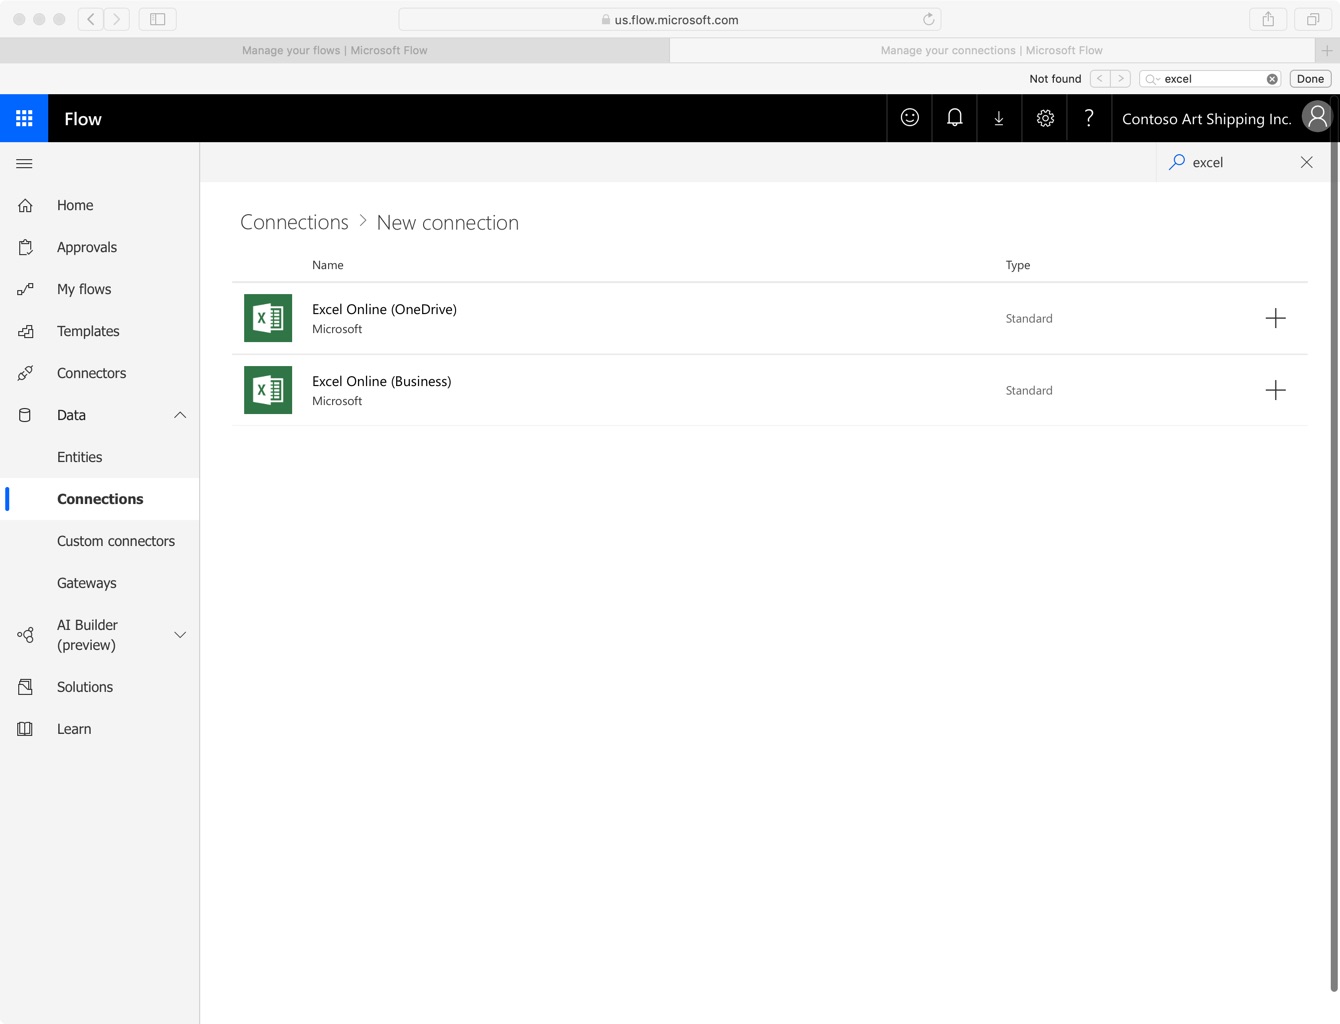 us.flow.microsoft.com
Manage your flows | Microsoft Flow
Manage your connections | Microsoft Flow
Not found
excel
Done
Flow
?
Contoso Art Shipping Inc.
excel
Home
Approvals
My flows
Templates
Connectors
Data
Entities
Connections
Custom connectors
Gateways
AI Builder
(preview)
Solutions
Learn
Connections > New connection
Name
Type
Excel Online (OneDrive)
Microsoft
Standard
Excel Online (Business)
Microsoft
Standard